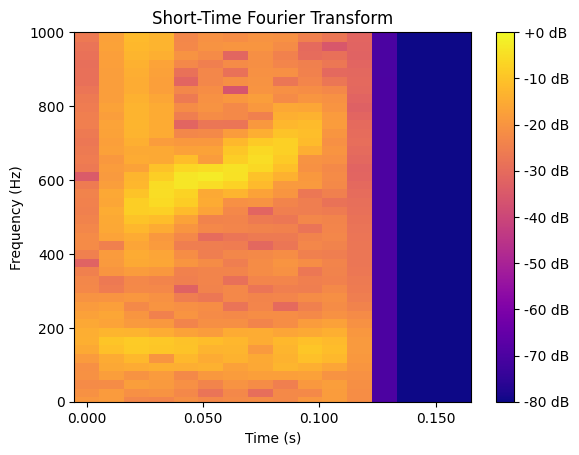 Short-Time Fourier Transform
1000
800
600
400
200
0
Frequency (Hz)
0.000
0.050
0.100
0.150
Time (s)
+0 dB
-10 dB
-20 dB
-30 dB
-40 dB
-50 dB
-60 dB
-70 dB
-80 dB